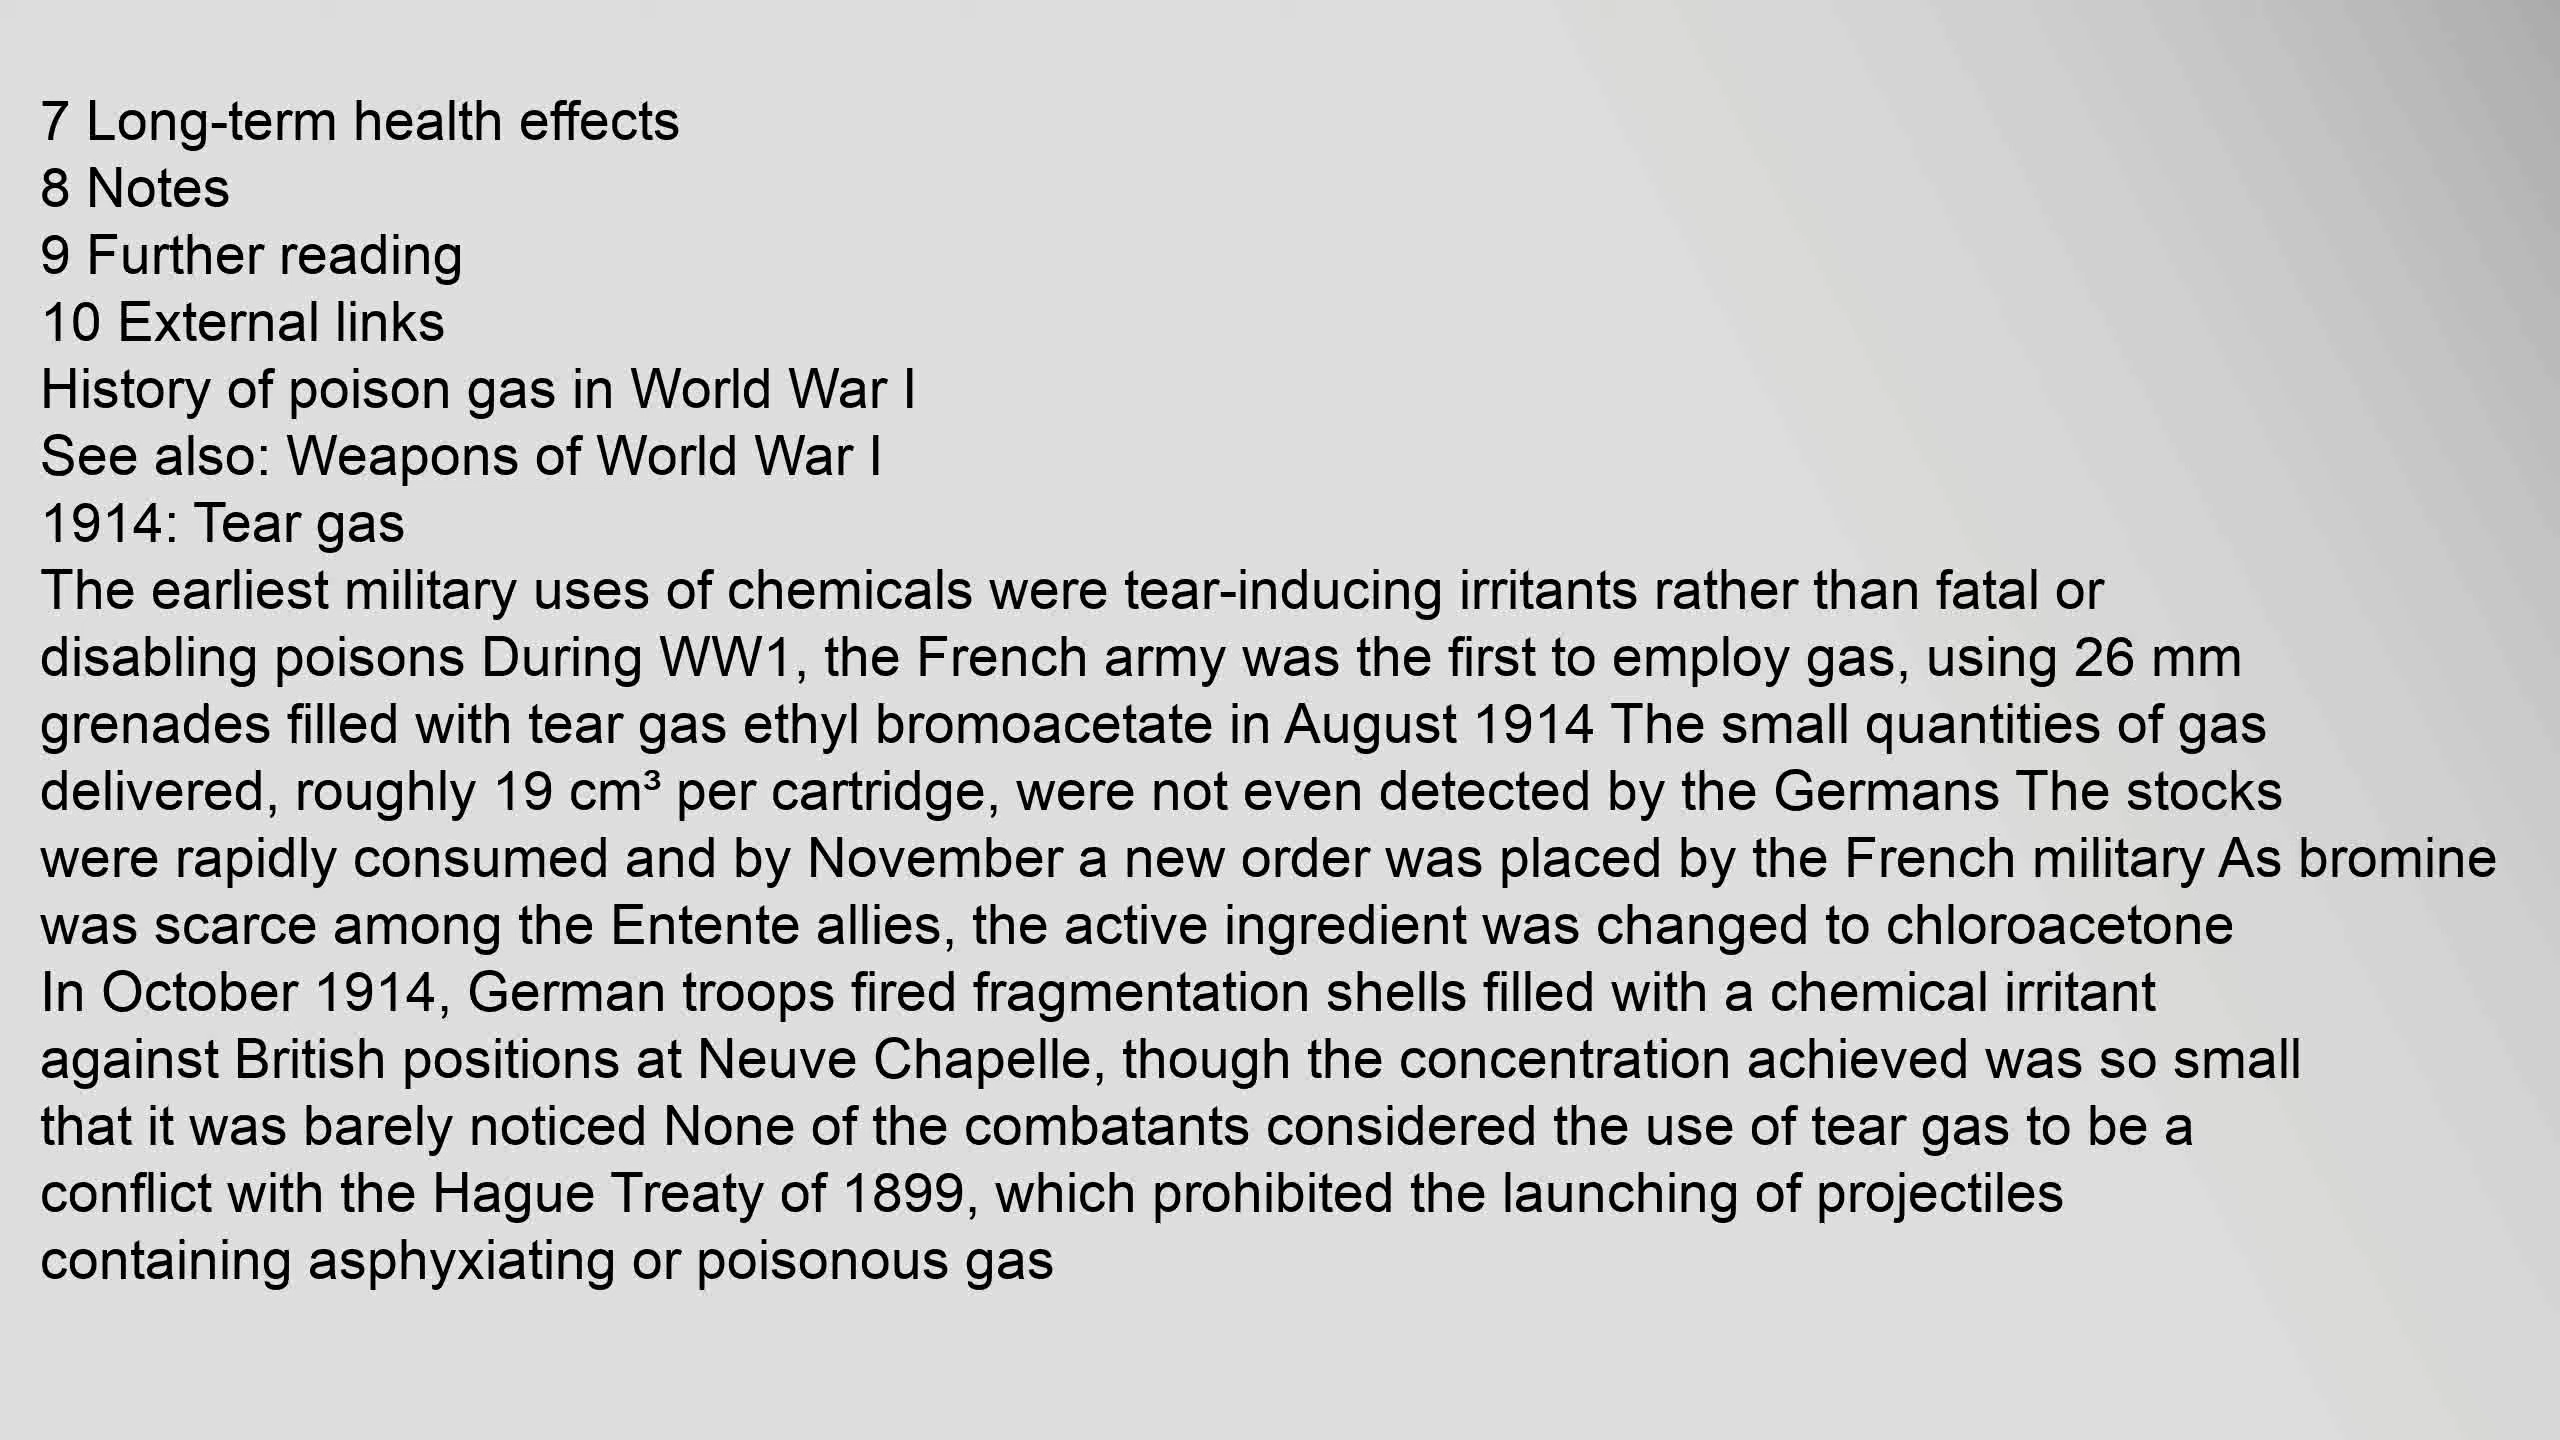 7 Long-term health effects
8 Notes
9 Further reading
10 External links
History of poison gas in World War I
See also: Weapons of World War I
1914: Tear gas
The earliest military uses of chemicals were tear-inducing irritants rather than fatal or
disabling poisons During WW1, the French army was the first to employ gas, using 26 mm
grenades filled with tear gas ethyl bromoacetate in August 1914 The small quantities of gas
delivered, roughly 19 cm³ per cartridge, were not even detected by the Germans The stocks
were rapidly consumed and by November a new order was placed by the French military As bromine
was scarce among the Entente allies, the active ingredient was changed to chloroacetone
In October 1914, German troops fired fragmentation shells filled with a chemical irritant
against British positions at Neuve Chapelle, though the concentration achieved was so small
that it was barely noticed None of the combatants considered the use of tear gas to be a
conflict with the Hague Treaty of 1899, which prohibited the launching of projectiles
containing asphyxiating or poisonous gas